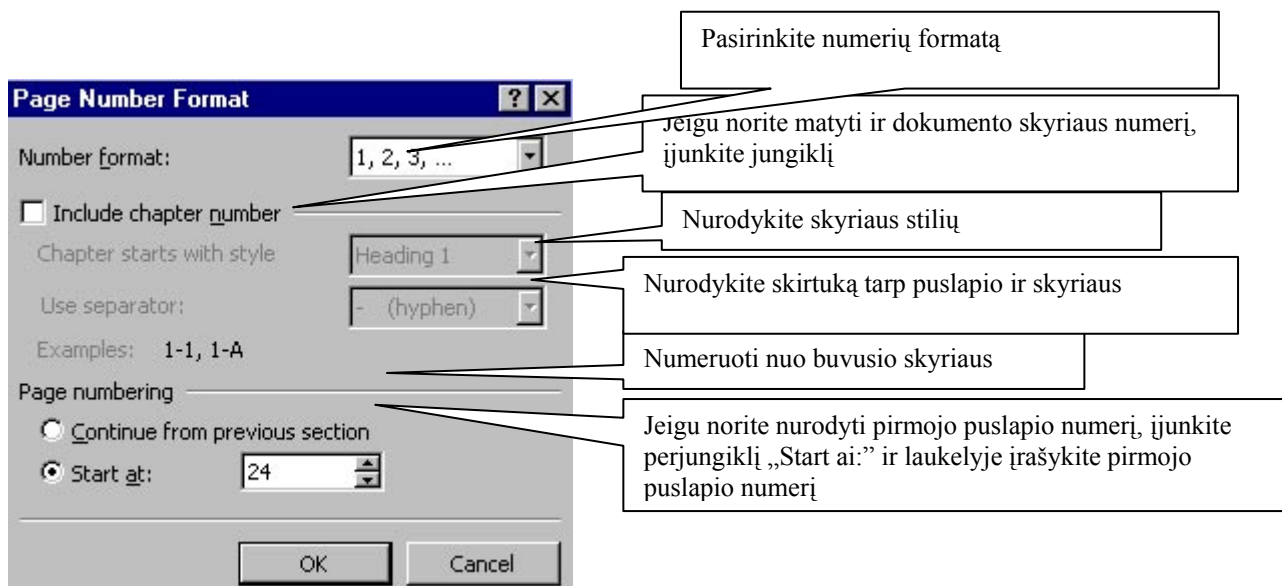 Pasirinkite numerių formatą
Page Number Format
Jeigu norite matyti ir dokumento skyriaus numerį,
įjunkite jungiklį
Number format:
1, 2, 3, ...
Include chapter number
Nurodykite skyriaus stilių
Chapter starts with style
Heading 1
Nurodykite skirtuką tarp puslapio ir skyriaus
Use separator:
- (hyphen)
Examples: 1-1, 1-A
Numeruoti nuo buvusio skyriaus
Page numbering
Continue from previous section
Start at:
24
Jeigu norite nurodyti pirmojo puslapio numerį, įjunkite
perjungiklį „Start ai:” ir laukelyje įrašykite pirmojo
puslapio numerį
OK
Cancel